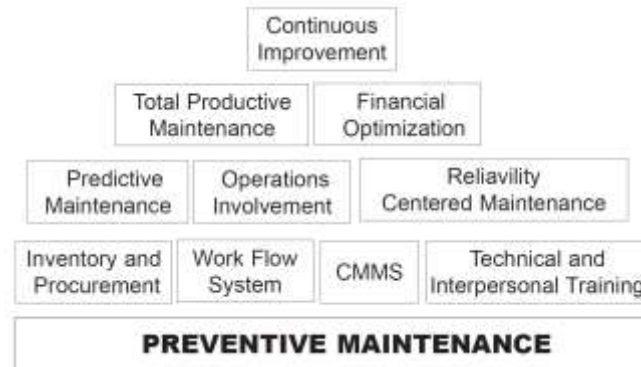 Continuous
Improvement
Total Productive
Maintenance
Financial
Optimization
Predictive
Maintenance
Operations
Involvement
Reliavility
Centered Maintenance
Inventory and
Procurement
Work Flow
System
CMMS
Technical and
Interpersonal Training
PREVENTIVE MAINTENANCE